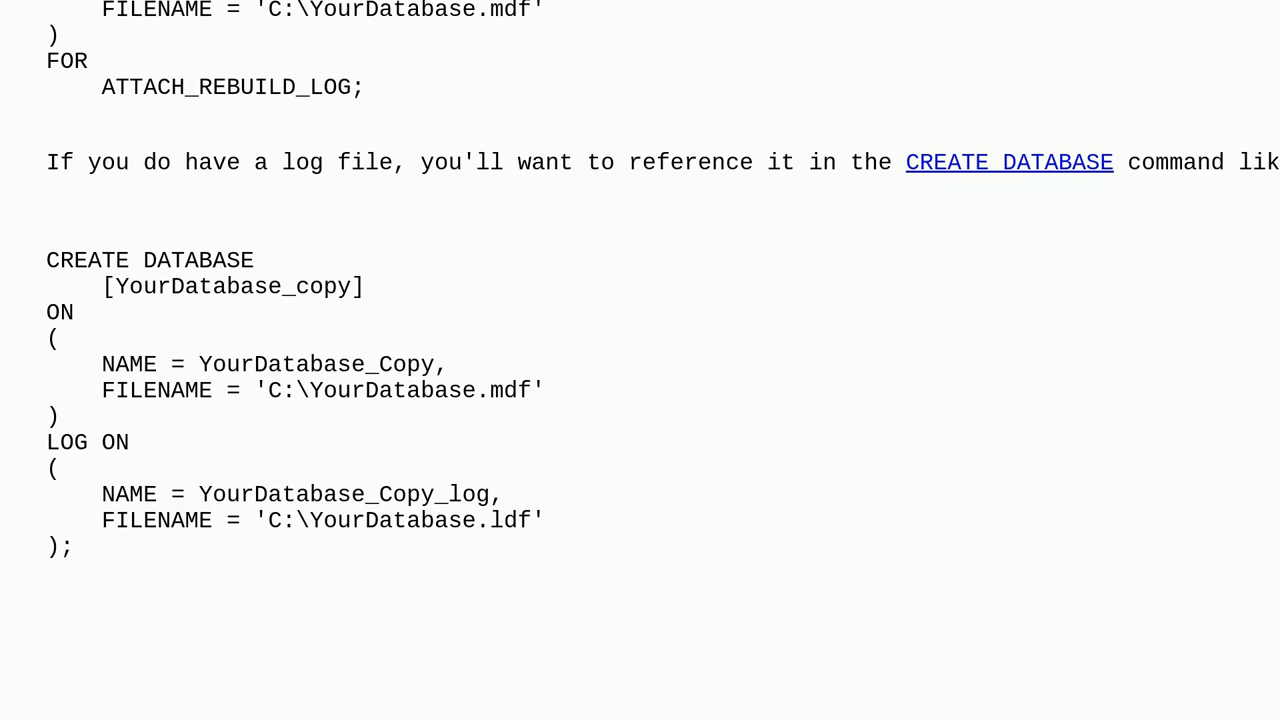 FILENAME = 'C:\YourDatabase.mdf'
)
FOR
    ATTACH_REBUILD_LOG;
If you do have a log file, you'll want to reference it in the CREATE DATABASE command lik
CREATE DATABASE
    [YourDatabase_copy]
ON
(
    NAME = YourDatabase_Copy,
    FILENAME = 'C:\YourDatabase.mdf'
)
LOG ON
(
    NAME = YourDatabase_Copy_log,
    FILENAME = 'C:\YourDatabase.ldf'
);